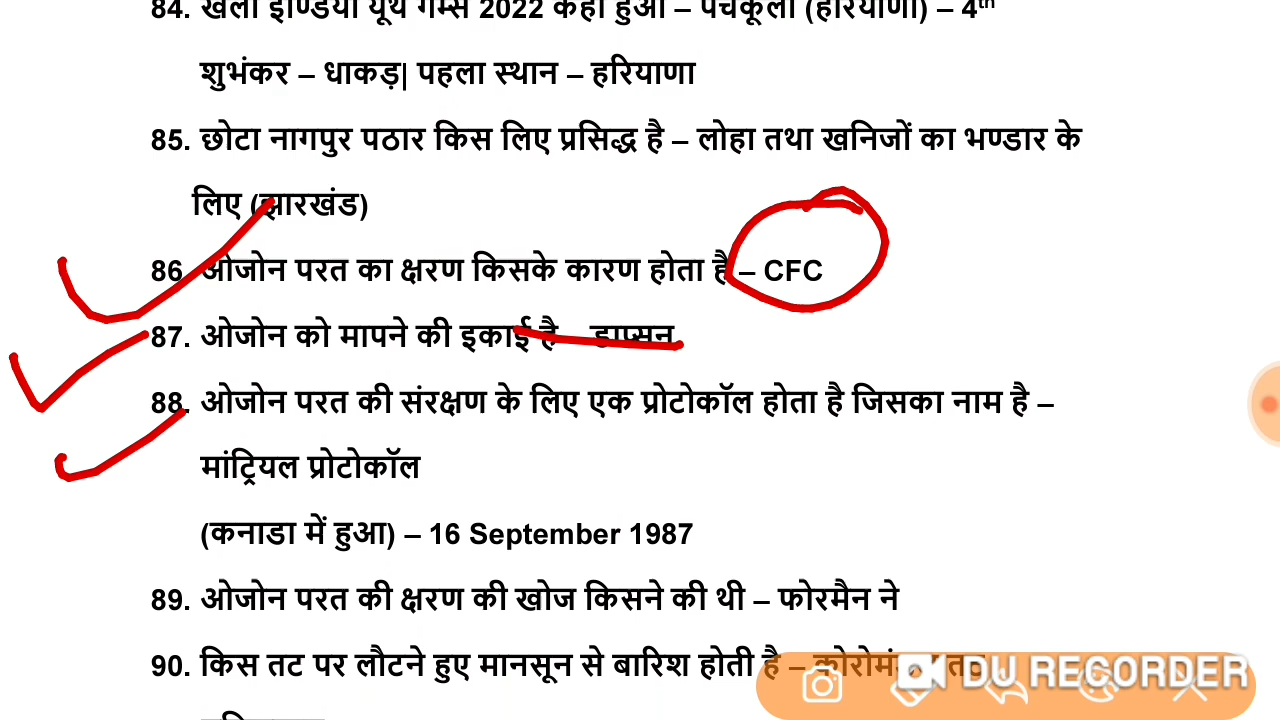 84. खेलो इण्डिया यूथ गेम्स 2022 कहाँ हुआ – पंचकूला (हरियाणा) – 4th
शुभंकर – धाकड़| पहला स्थान – हरियाणा
85. छोटा नागपुर पठार किस लिए प्रसिद्ध है – लोहा तथा खनिजों का भण्डार के
लिए (झारखंड)
86. ओजोन परत का क्षरण किसके कारण होता है – CFC
87. ओजोन को मापने की इकाई है – डाप्सन
88. ओजोन परत की संरक्षण के लिए एक प्रोटोकॉल होता है जिसका नाम है –
मांट्रियल प्रोटोकॉल
(कनाडा में हुआ) – 16 September 1987
89. ओजोन परत की क्षरण की खोज किसने की थी – फोरमैन ने
90. किस तट पर लौटने हुए मानसून से बारिश होती है –
DU RECORDER